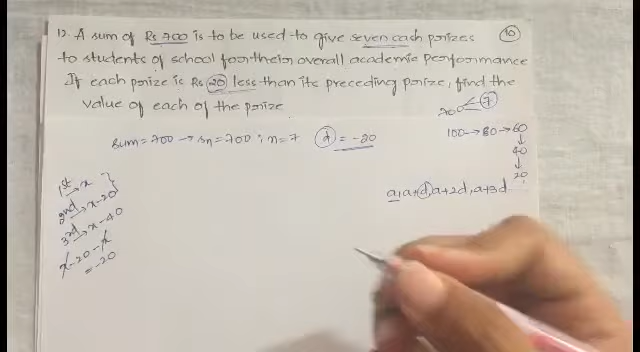 12. A sum of Rs 700 is to be used to give seven cash prizes
10
to students of school for their overall academic performance
If each prize is Rs 20 less than its preceding prize, find the
value of each of the prize
700 < 7
sum = 700 → Sn = 700 ; n = 7 d = -20
100 → 80 → 60
↓
40
↓
20
1st → x
2nd → x-20
3rd → x-40
x-20-x
= -20
a, a+d, a+2d, a+3d